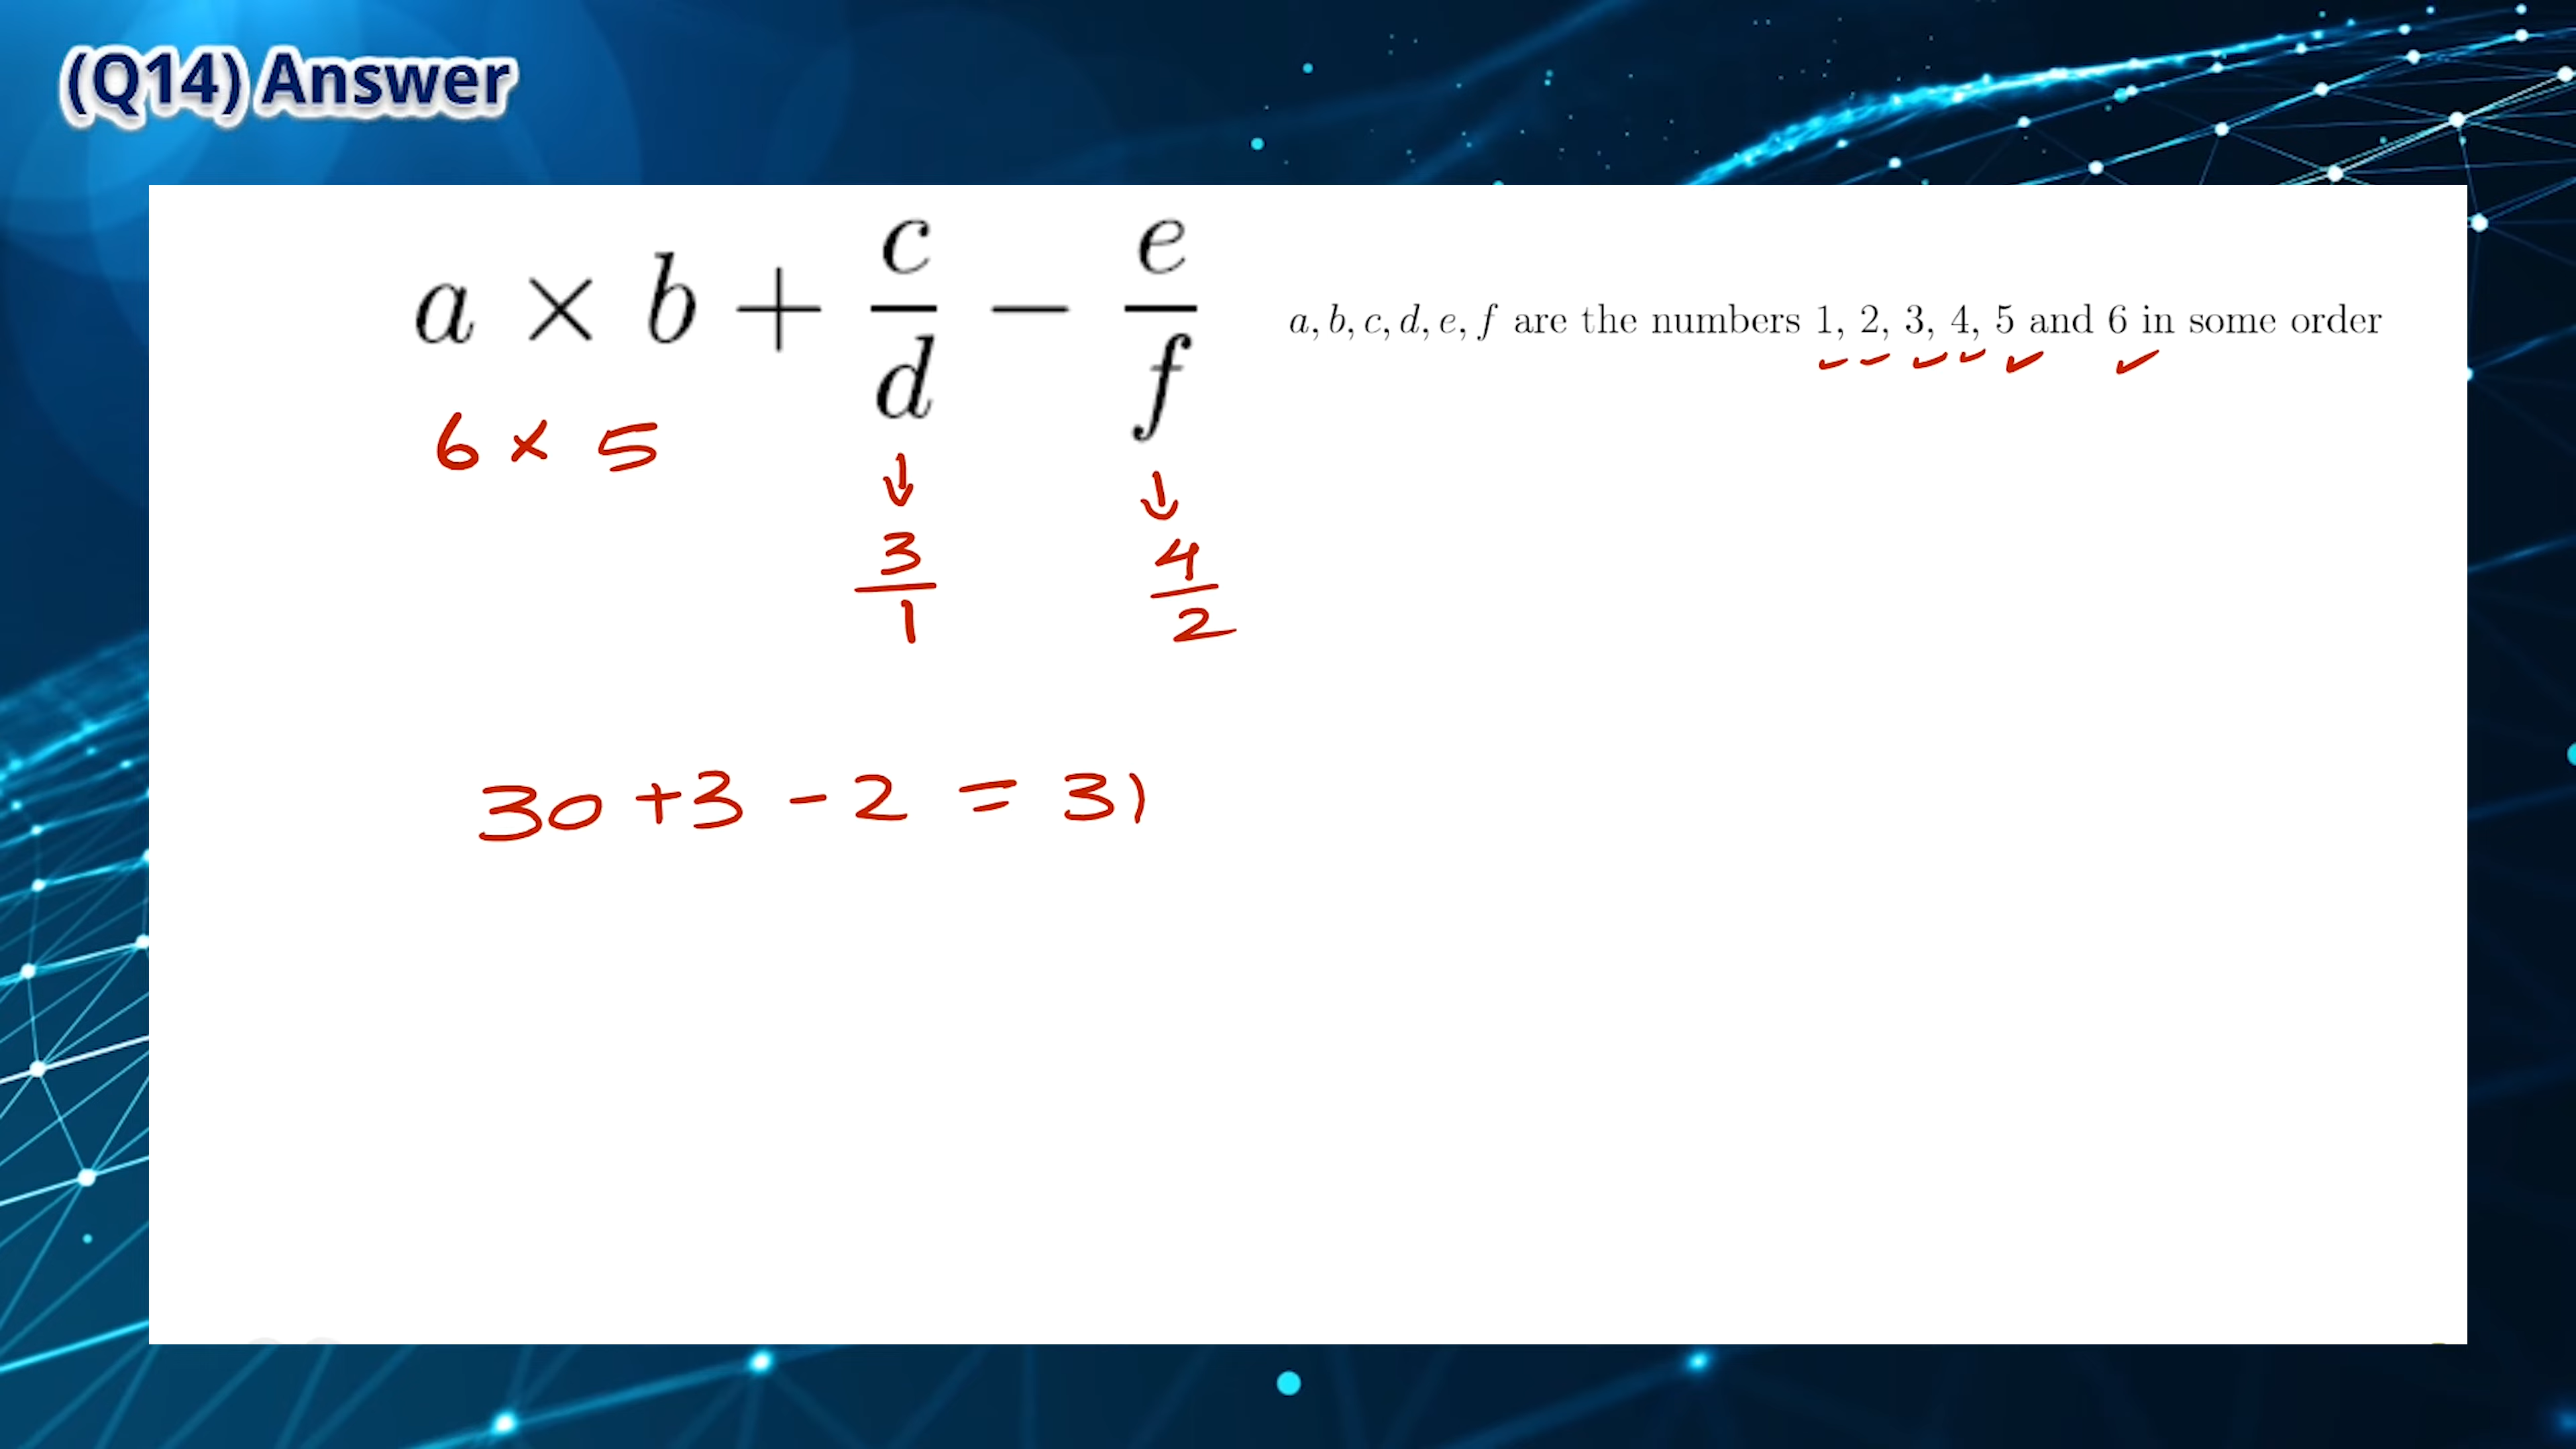 (Q14) Answer
a × b + c/d − e/f
a, b, c, d, e, f are the numbers 1, 2, 3, 4, 5 and 6 in some order
6 × 5
↓ ↓
3/1 4/2
30 + 3 - 2 = 31